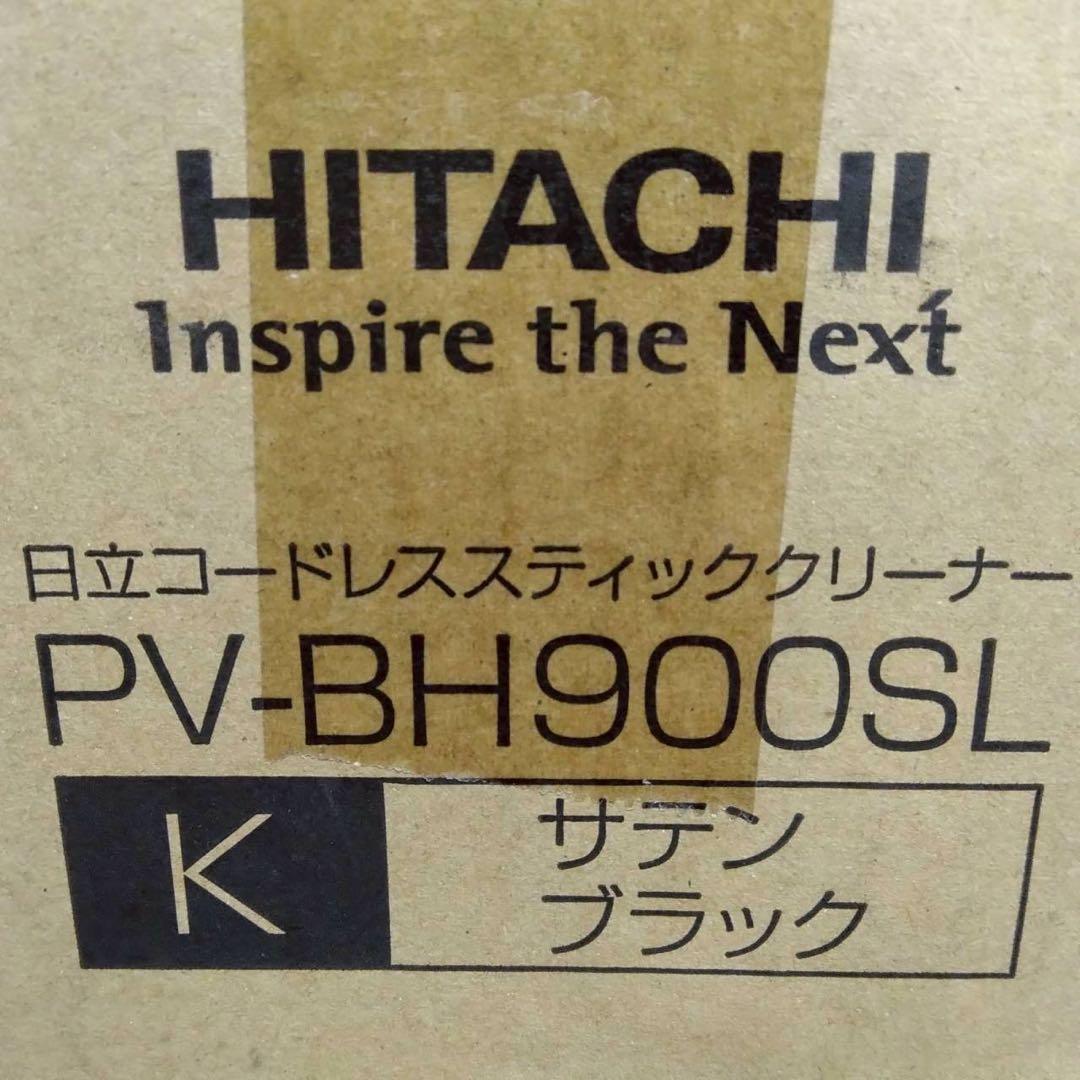 HITACHI
Inspire the Next
日立コードレススティッククリーナー
PV-BH900SL
K
サテン
ブラック